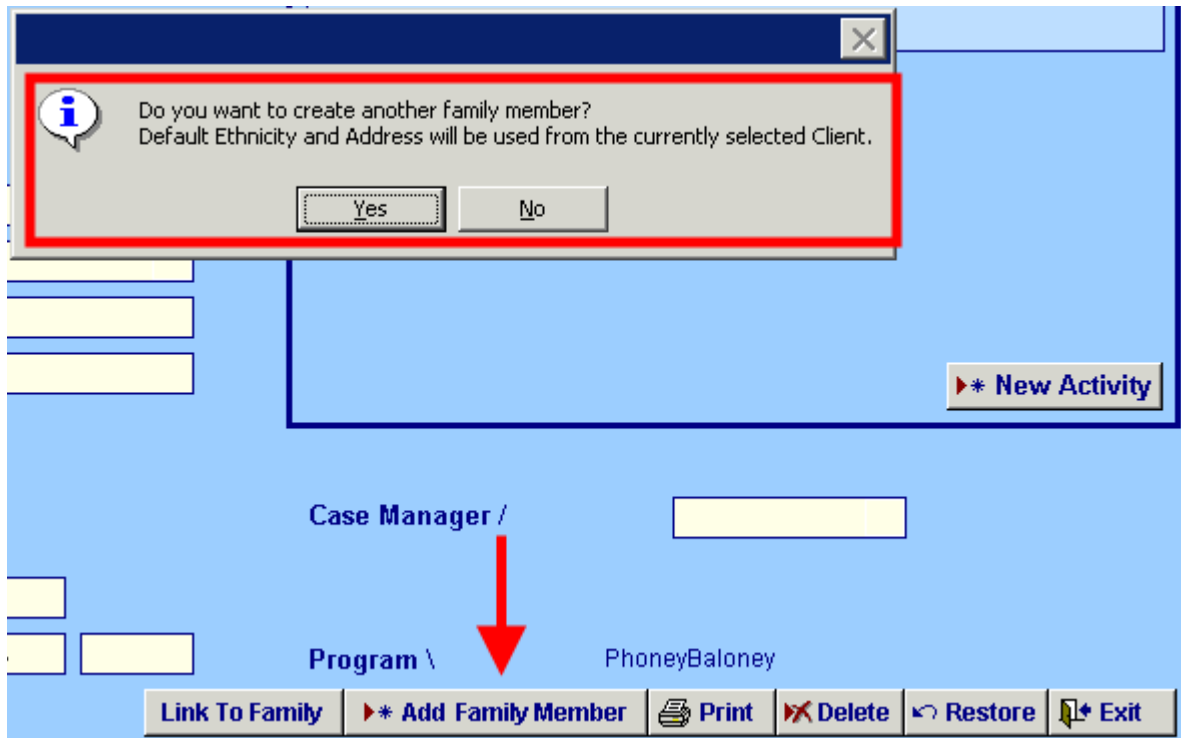 Do you want to create another family member?
Default Ethnicity and Address will be used from the currently selected Client.
Yes No
▸* New Activity
Case Manager /
Program \ PhoneyBaloney
Link To Family ▸* Add Family Member Print Delete Restore Exit